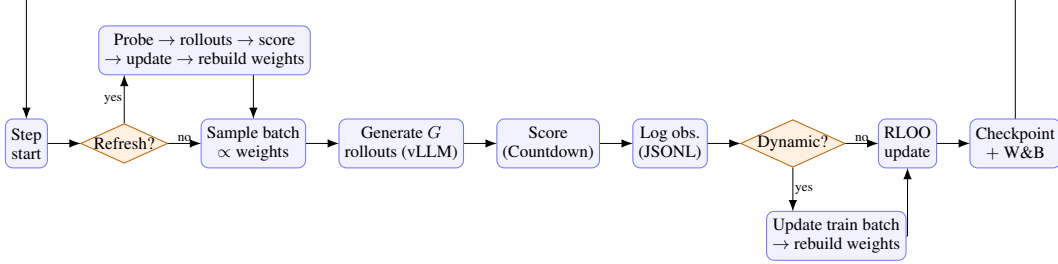 Probe → rollouts → score
→ update → rebuild weights
yes
Step
start
Refresh?
no
Sample batch
∝ weights
Generate G
rollouts (vLLM)
Score
(Countdown)
Log obs.
(JSONL)
Dynamic?
no
RLOO
update
Checkpoint
+ W&B
yes
Update train batch
→ rebuild weights